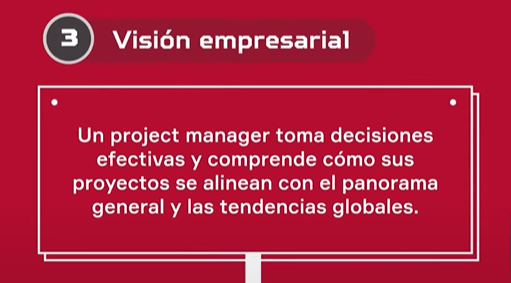 3 Visión empresarial
Un project manager toma decisiones
efectivas y comprende cómo sus
proyectos se alinean con el panorama
general y las tendencias globales.